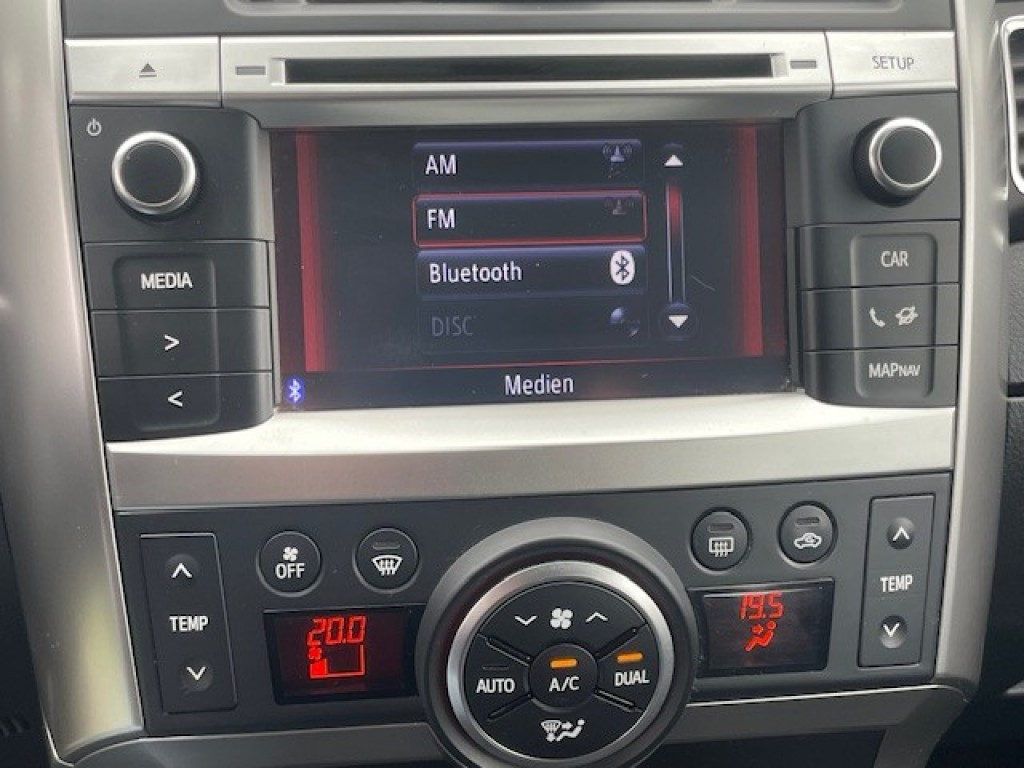 SETUP
AM
FM
Bluetooth
DISC
Medien
MEDIA
>
<
CAR
MAPNAV
TEMP
OFF
20.0
AUTO
A/C
DUAL
19.5
TEMP